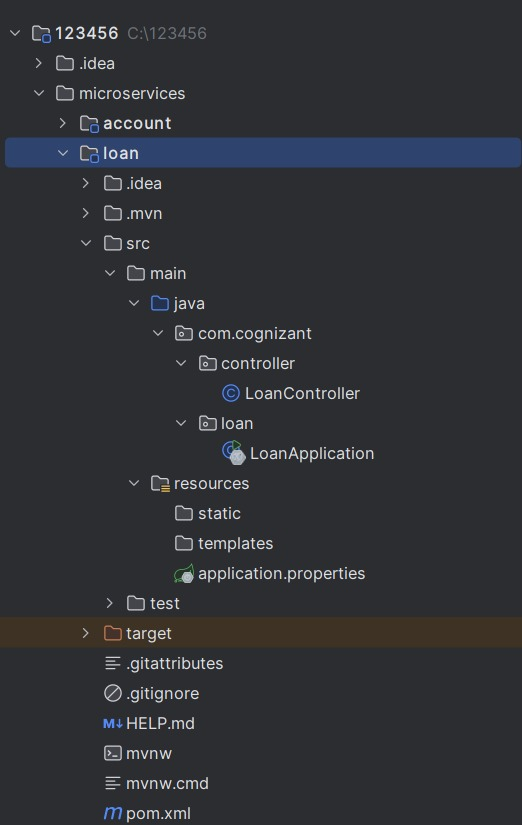 123456 C:\123456
.idea
microservices
account
loan
.idea
.mvn
src
main
java
com.cognizant
controller
LoanController
loan
LoanApplication
resources
static
templates
application.properties
test
target
.gitattributes
.gitignore
M↓ HELP.md
mvnw
mvnw.cmd
m pom.xml